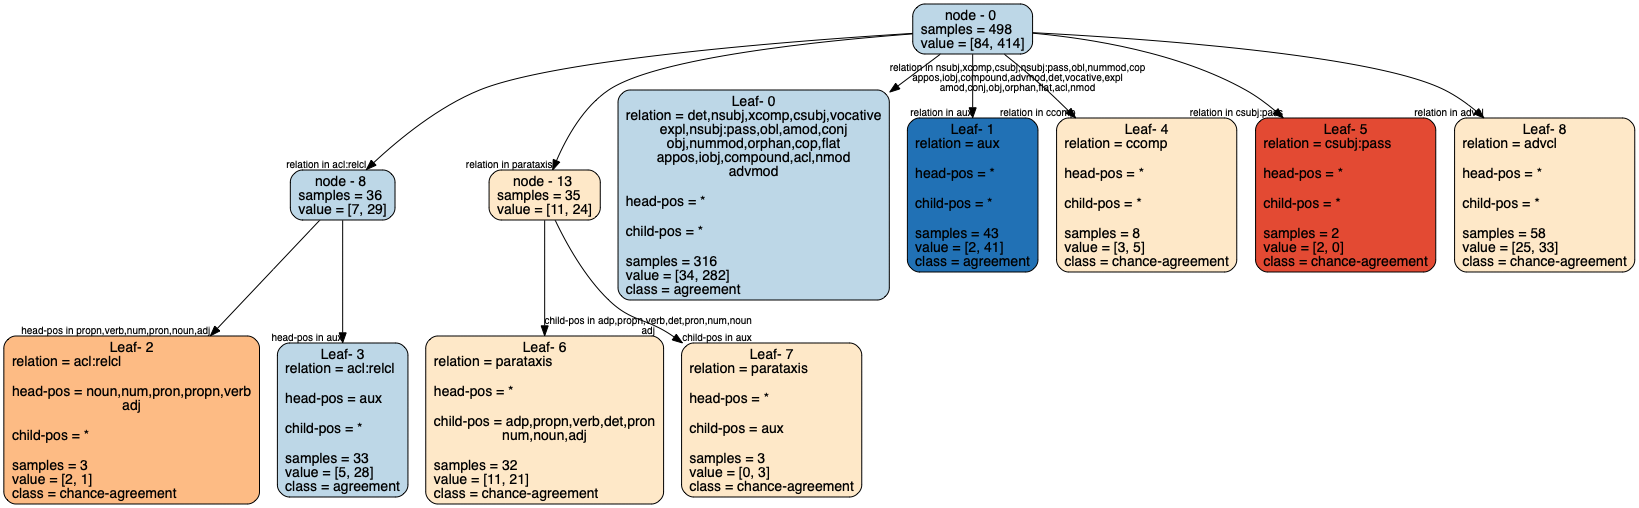 node - 0
samples = 498
value = [84, 414]
relation in nsubj,xcomp,csubj,nsubj:pass,obl,nummod,cop
appos,iobj,compound,advmod,det,vocative,expl
amod,conj,obj,orphan,flat,acl,nmod
relation in aux
relation in ccomp
relation in csubj:pass
relation in advcl
relation in acl:relcl
relation in parataxis
node - 8
samples = 36
value = [7, 29]
node - 13
samples = 35
value = [11, 24]
Leaf- 0
relation = det,nsubj,xcomp,csubj,vocative
expl,nsubj:pass,obl,amod,conj
obj,nummod,orphan,cop,flat
appos,iobj,compound,acl,nmod
advmod
head-pos = *
child-pos = *
samples = 316
value = [34, 282]
class = agreement
Leaf- 1
relation = aux
head-pos = *
child-pos = *
samples = 43
value = [2, 41]
class = agreement
Leaf- 4
relation = ccomp
head-pos = *
child-pos = *
samples = 8
value = [3, 5]
class = chance-agreement
Leaf- 5
relation = csubj:pass
head-pos = *
child-pos = *
samples = 2
value = [2, 0]
class = chance-agreement
Leaf- 8
relation = advcl
head-pos = *
child-pos = *
samples = 58
value = [25, 33]
class = chance-agreement
head-pos in propn,verb,num,pron,noun,adj
head-pos in aux
child-pos in adp,propn,verb,det,pron,num,noun
adj
child-pos in aux
Leaf- 2
relation = acl:relcl
head-pos = noun,num,pron,propn,verb
adj
child-pos = *
samples = 3
value = [2, 1]
class = chance-agreement
Leaf- 3
relation = acl:relcl
head-pos = aux
child-pos = *
samples = 33
value = [5, 28]
class = agreement
Leaf- 6
relation = parataxis
head-pos = *
child-pos = adp,propn,verb,det,pron
num,noun,adj
samples = 32
value = [11, 21]
class = chance-agreement
Leaf- 7
relation = parataxis
head-pos = *
child-pos = aux
samples = 3
value = [0, 3]
class = chance-agreement